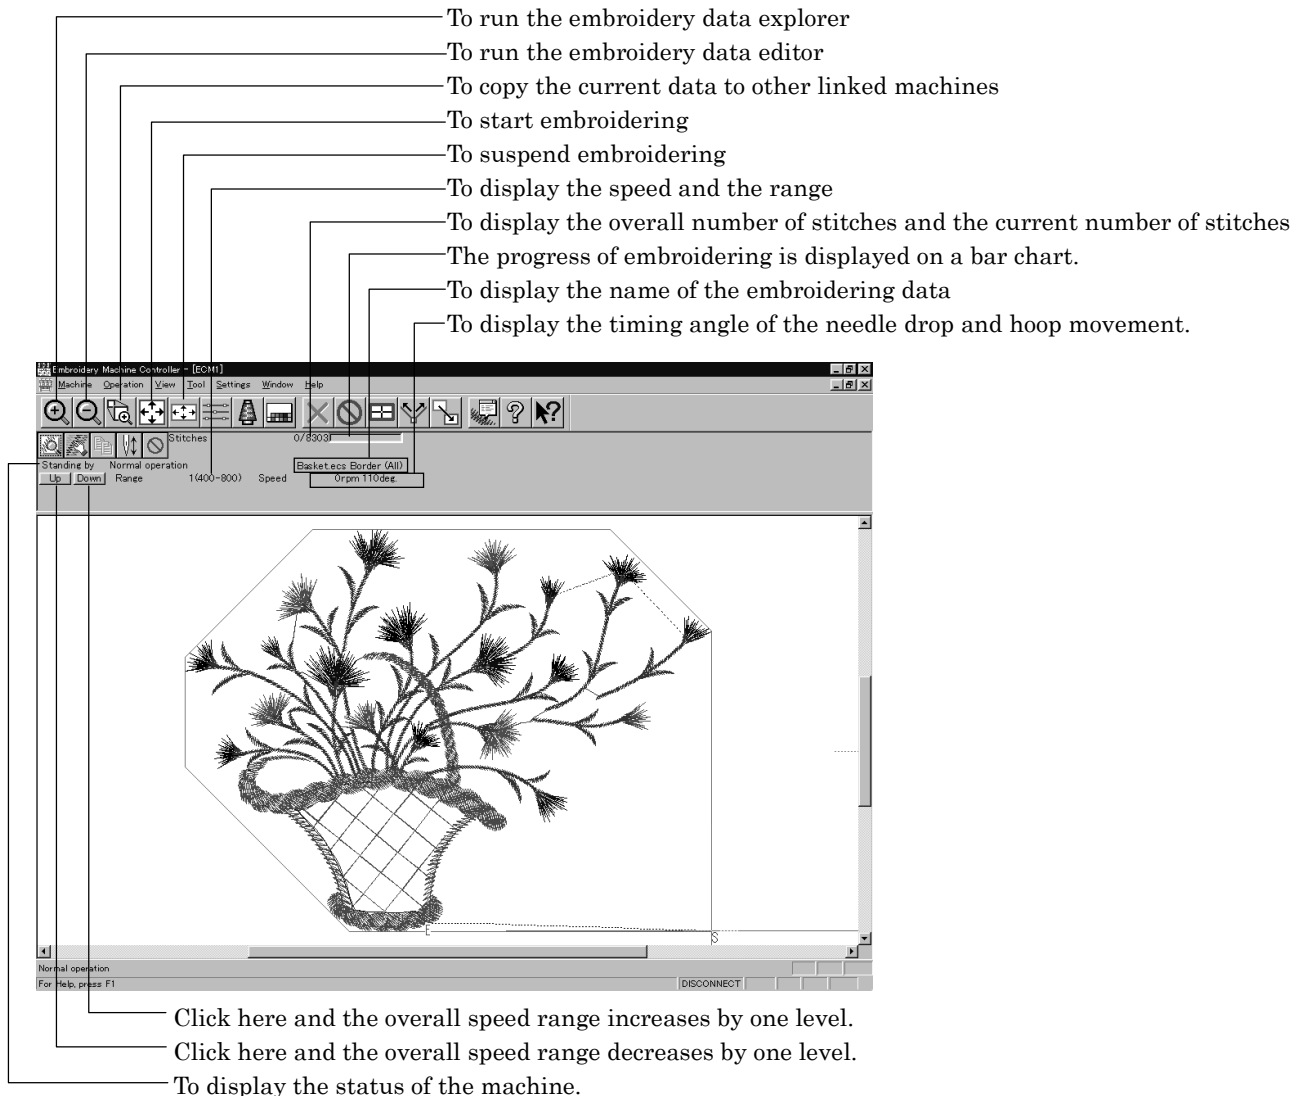 To run the embroidery data explorer
To run the embroidery data editor
To copy the current data to other linked machines
To start embroidering
To suspend embroidering
To display the speed and the range
To display the overall number of stitches and the current number of stitches
The progress of embroidering is displayed on a bar chart.
To display the name of the embroidering data
To display the timing angle of the needle drop and hoop movement.
Embroidery Machine Controller - [ECM1]
Machine Operation View Tool Settings Window Help
Stitches 0/8303
Standing by Normal operation Basket.ecs Border (All)
Up Down Range 1(400-800) Speed 0rpm 110deg.
E
S
Normal operation
For Help, press F1 DISCONNECT
Click here and the overall speed range increases by one level.
Click here and the overall speed range decreases by one level.
To display the status of the machine.